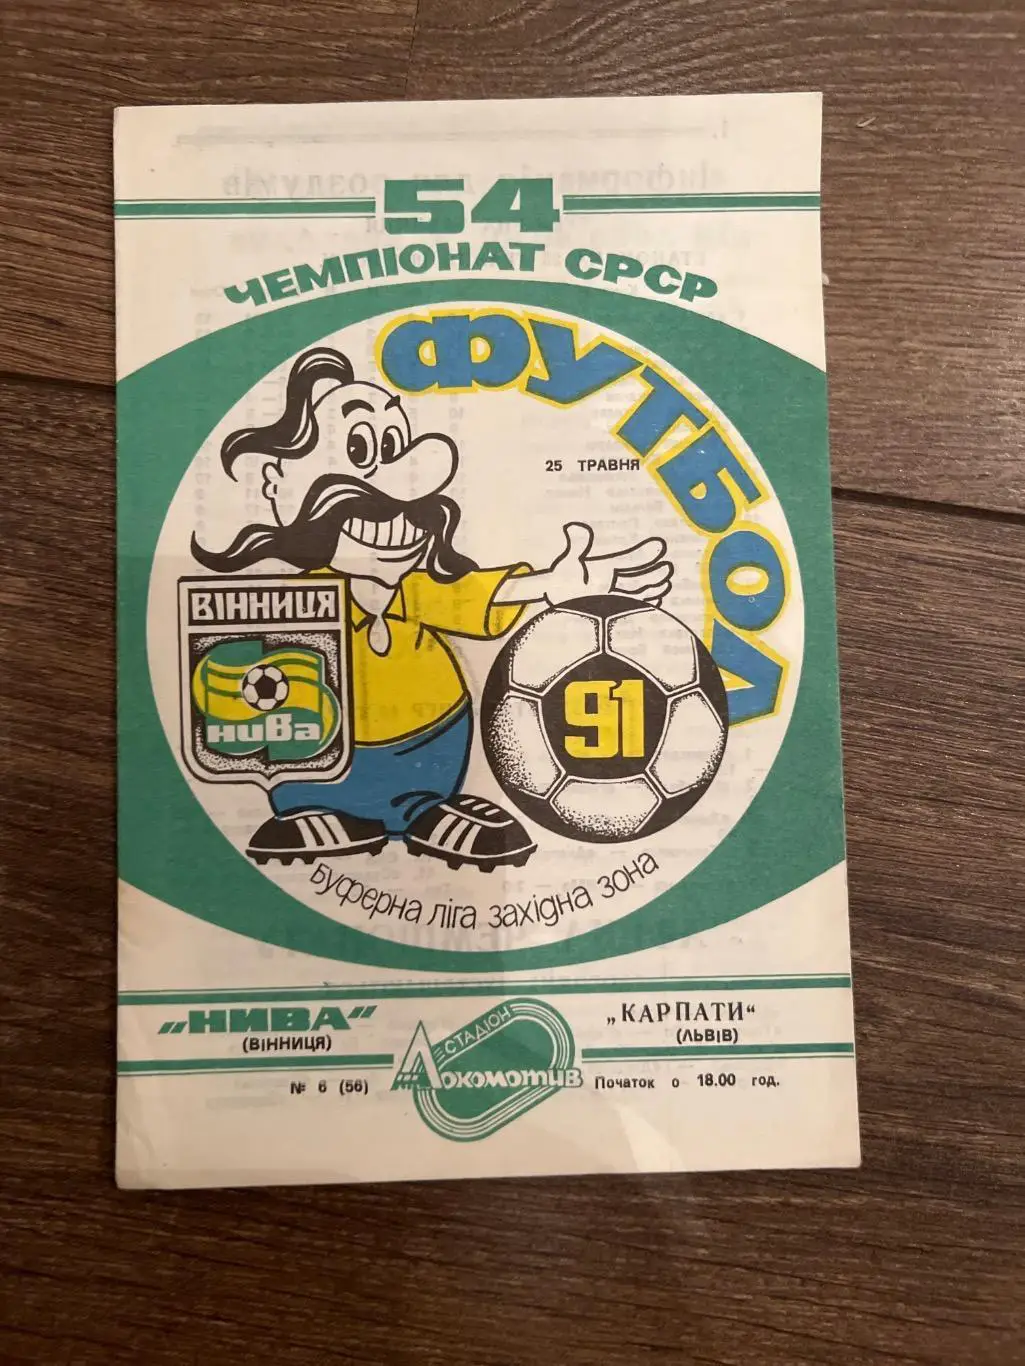 54
ЧЕМПІОНАТ СРСР
ФУТБОЛ
25 ТРАВНЯ
ВІННИЦЯ
нива
91
Буферна ліга західна зона
„НИВА“
(ВІННИЦЯ)
№ 6 (56)
СТАДІОН
Локомотив
„КАРПАТИ“
(ЛЬВІВ)
Початок о 18.00 год.